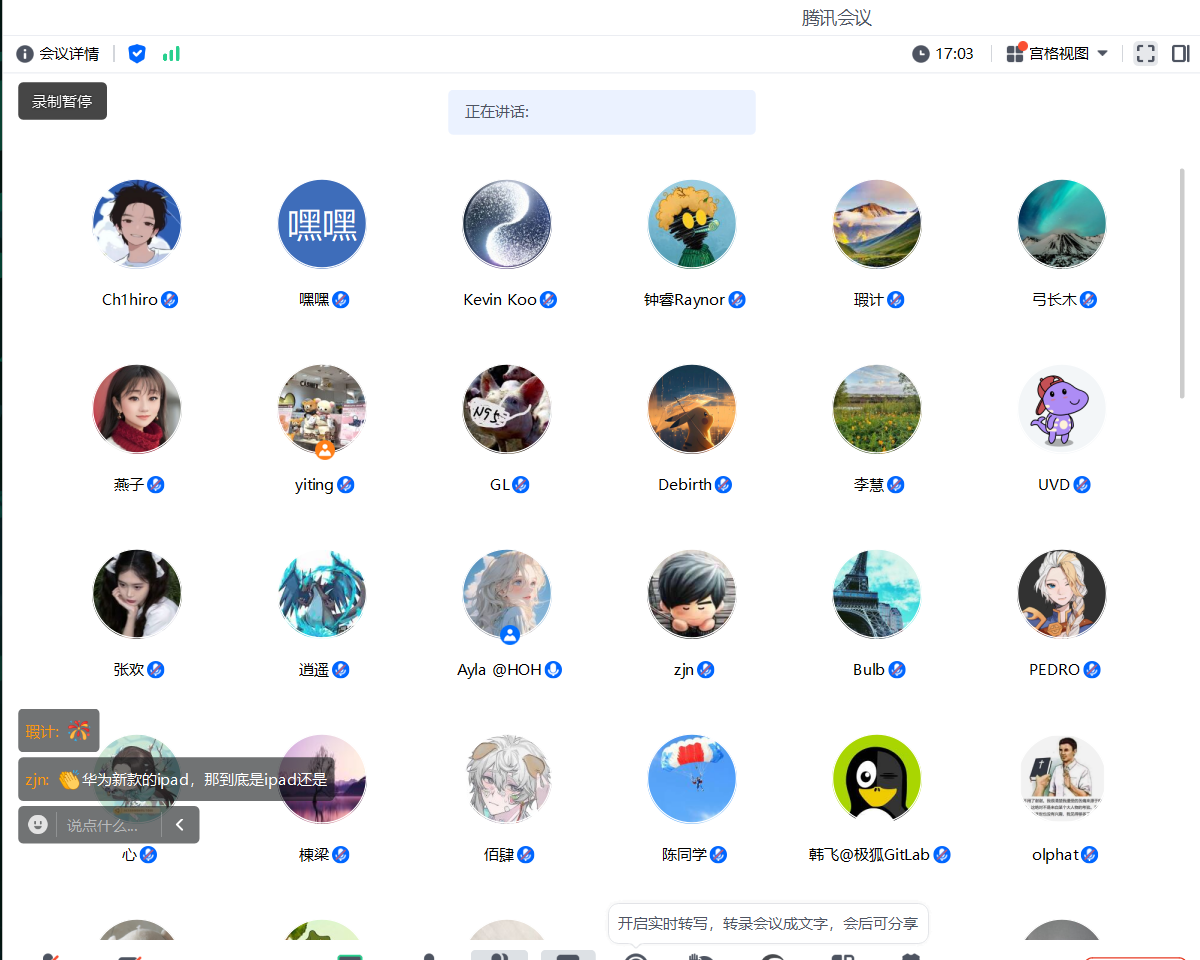 腾讯会议
会议详情
17:03
宫格视图
录制暂停
正在讲话:
嘿嘿
Ch1hiro
嘿嘿
Kevin Koo
钟睿Raynor
瑕计
弓长木
N95
燕子
yiting
GL
Debirth
李慧
UVD
张欢
逍遥
Ayla @HOH
zjn
Bulb
PEDRO
瑕计:
zjn: 👏华为新款的ipad，那到底是ipad还是
说点什么...
心
棟梁
佰肆
陈同学
韩飞@极狐GitLab
olphat
开启实时转写，转录会议成文字，会后可分享